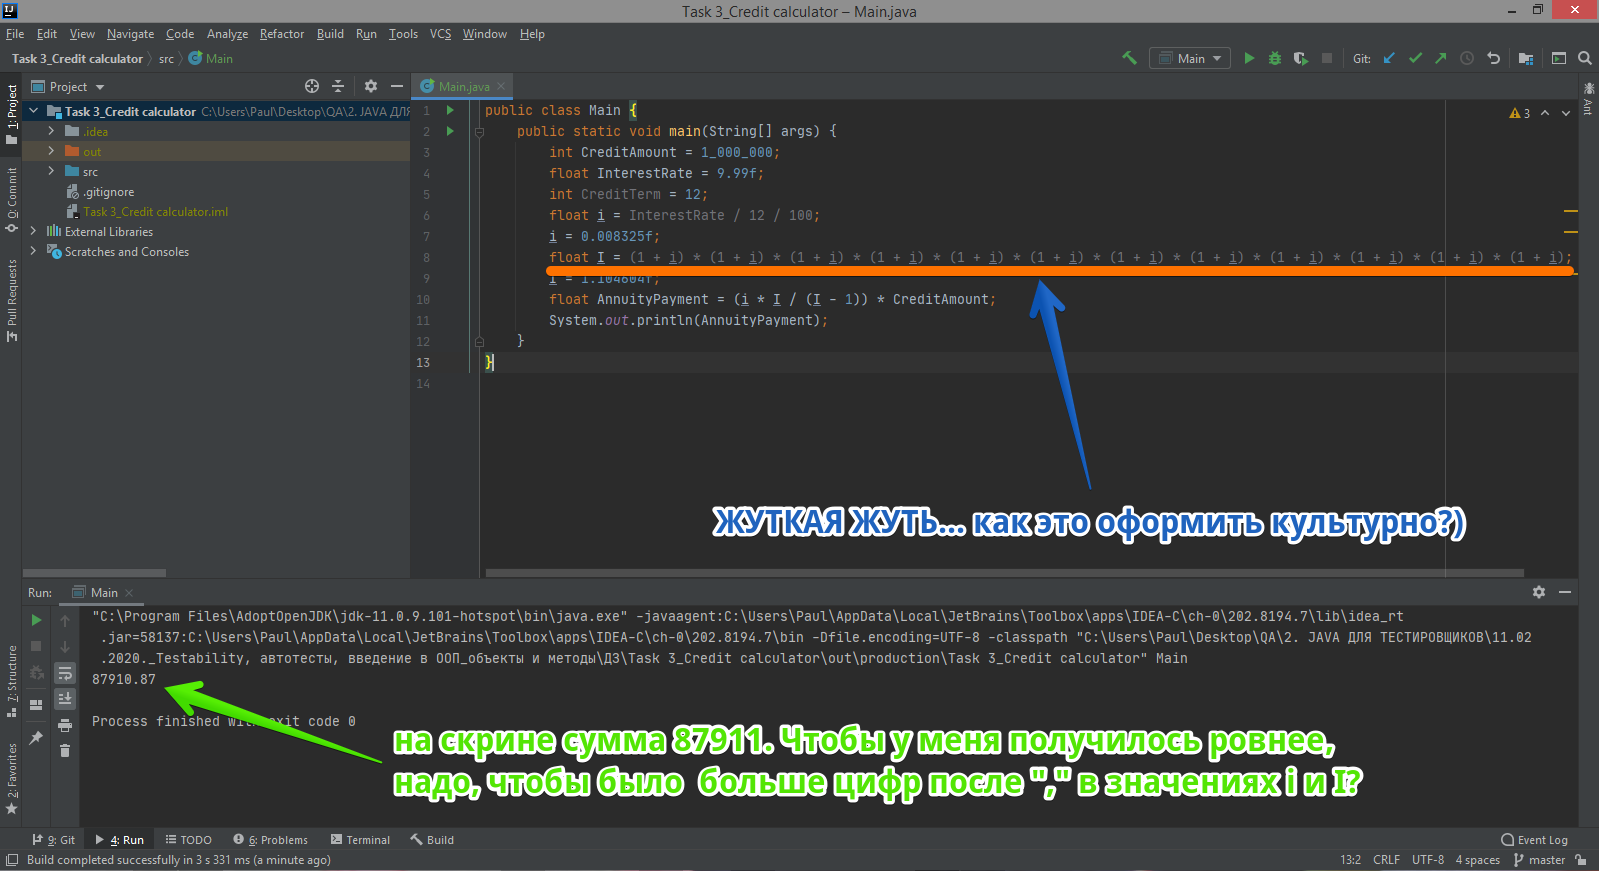 Task 3_Credit calculator – Main.java
File Edit View Navigate Code Analyze Refactor Build Run Tools VCS Window Help
Task 3_Credit calculator src Main
Main Git:
1: Project
0: Commit
Pull Requests
7: Structure
2: Favorites
Project
Task 3_Credit calculator C:\Users\Paul\Desktop\QA\2. JAVA ДЛЯ
.idea
out
src
.gitignore
Task 3_Credit calculator.iml
External Libraries
Scratches and Consoles
Main.java
Ant
3
1 public class Main {
2 public static void main(String[] args) {
3 int CreditAmount = 1_000_000;
4 float InterestRate = 9.99f;
5 int CreditTerm = 12;
6 float i = InterestRate / 12 / 100;
7 i = 0.008325f;
8 float I = (1 + i) * (1 + i) * (1 + i) * (1 + i) * (1 + i) * (1 + i) * (1 + i) * (1 + i) * (1 + i) * (1 + i) * (1 + i) * (1 + i);
9 I = 1.104604f;
10 float AnnuityPayment = (i * I / (I - 1)) * CreditAmount;
11 System.out.println(AnnuityPayment);
12 }
13 }
14
ЖУТКАЯ ЖУТЬ... как это оформить культурно?)
Run: Main
"C:\Program Files\AdoptOpenJDK\jdk-11.0.9.101-hotspot\bin\java.exe" -javaagent:C:\Users\Paul\AppData\Local\JetBrains\Toolbox\apps\IDEA-C\ch-0\202.8194.7\lib\idea_rt
.jar=58137:C:\Users\Paul\AppData\Local\JetBrains\Toolbox\apps\IDEA-C\ch-0\202.8194.7\bin -Dfile.encoding=UTF-8 -classpath "C:\Users\Paul\Desktop\QA\2. JAVA ДЛЯ ТЕСТИРОВЩИКОВ\11.02
.2020._Testability, автотесты, введение в ООП_объекты и методы\ДЗ\Task 3_Credit calculator\out\production\Task 3_Credit calculator" Main
87910.87
Process finished with exit code 0
на скрине сумма 87911. Чтобы у меня получилось ровнее,
надо, чтобы было больше цифр после "," в значениях i и I?
9: Git 4: Run TODO 6: Problems Terminal Build Event Log
Build completed successfully in 3 s 331 ms (a minute ago) 13:2 CRLF UTF-8 4 spaces master